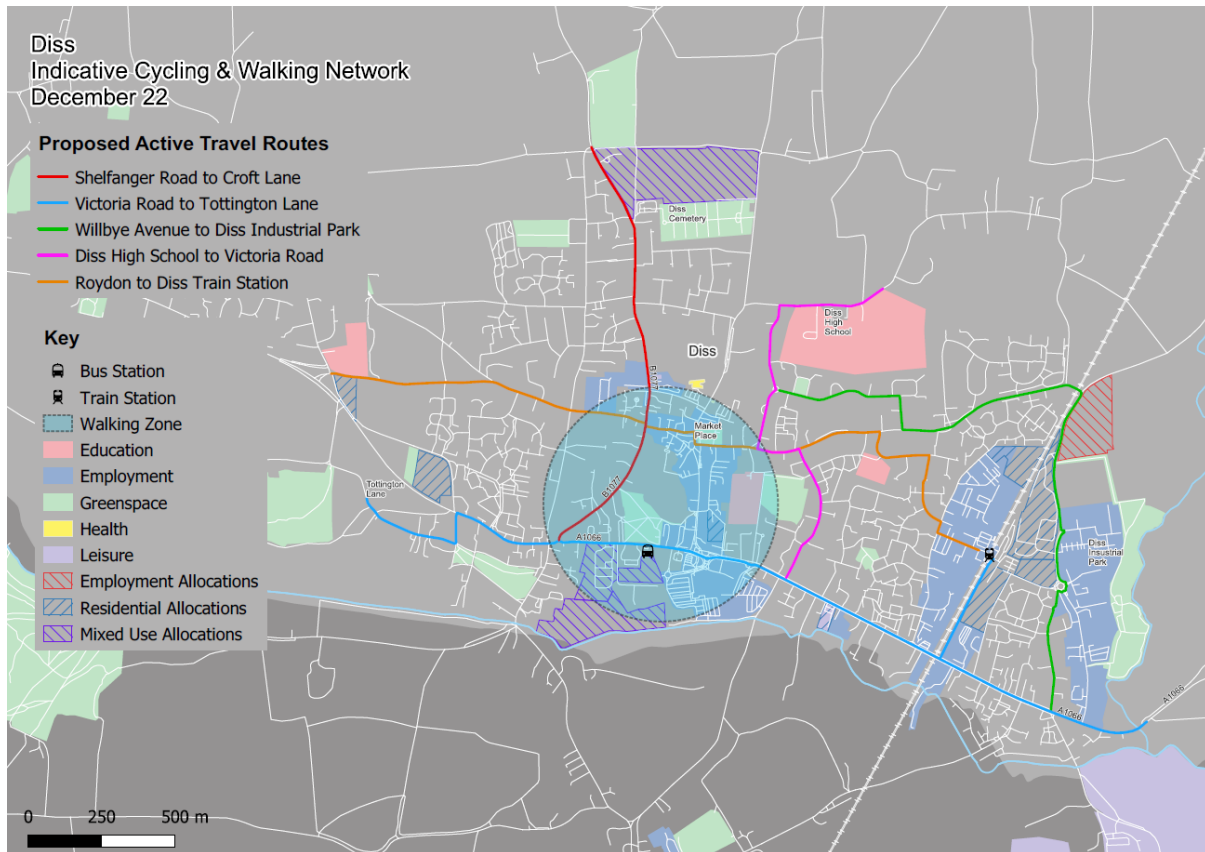 Diss
Indicative Cycling & Walking Network
December 22
Proposed Active Travel Routes
Shelfanger Road to Croft Lane
Victoria Road to Tottington Lane
Willbye Avenue to Diss Industrial Park
Diss High School to Victoria Road
Roydon to Diss Train Station
Key
Bus Station
Train Station
Walking Zone
Education
Employment
Greenspace
Health
Leisure
Employment Allocations
Residential Allocations
Mixed Use Allocations
Diss
Cemetery
Diss
High
School
Diss
B1077
Market
Place
B1077
Tottington
Lane
A1066
Diss
Insustrial
Park
A1066
A1066
0 250 500 m